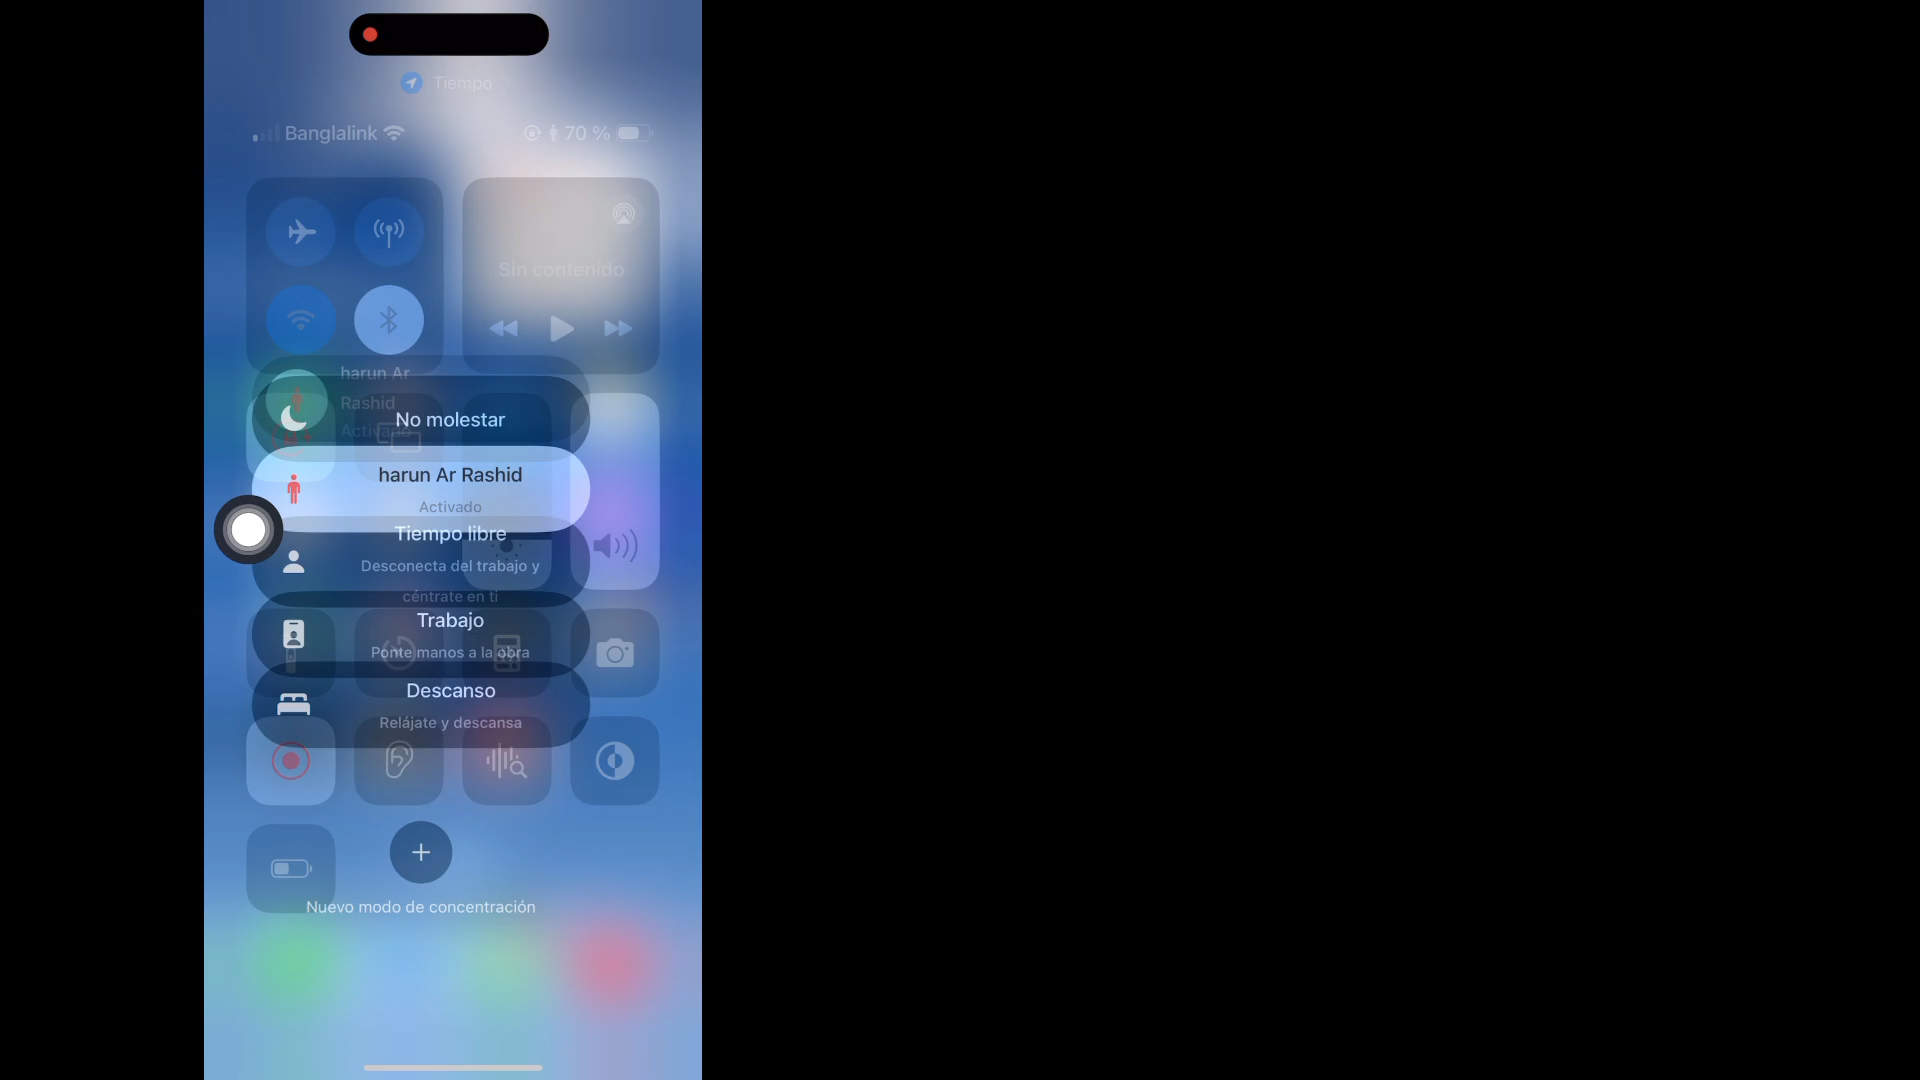 Tiempo
Banglalink
70 %
Sin contenido
harun Ar
Rashid
Activado
No molestar
harun Ar Rashid
Activado
Tiempo libre
Desconecta del trabajo y
céntrate en ti
Trabajo
Ponte manos a la obra
Descanso
Relájate y descansa
Nuevo modo de concentración